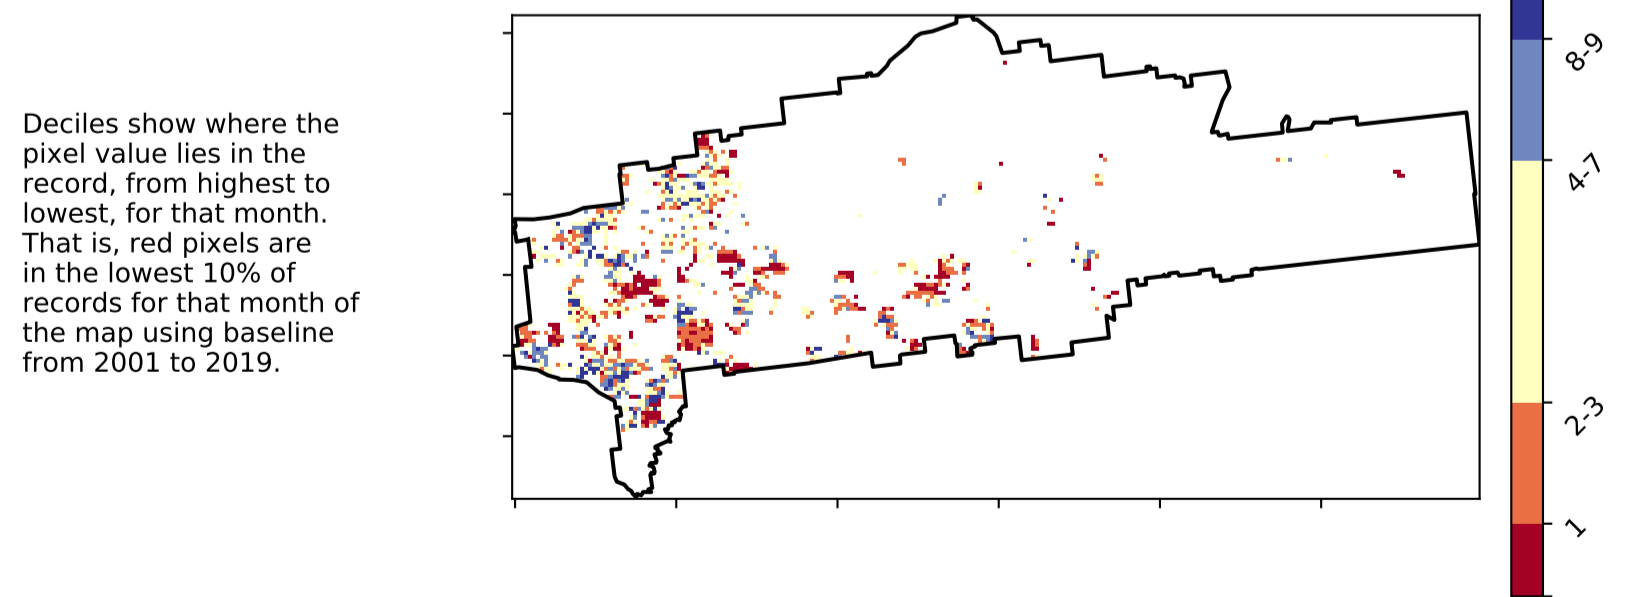 Deciles show where the
pixel value lies in the
record, from highest to
lowest, for that month.
That is, red pixels are
in the lowest 10% of
records for that month of
the map using baseline
from 2001 to 2019.
8-9
4-7
2-3
1